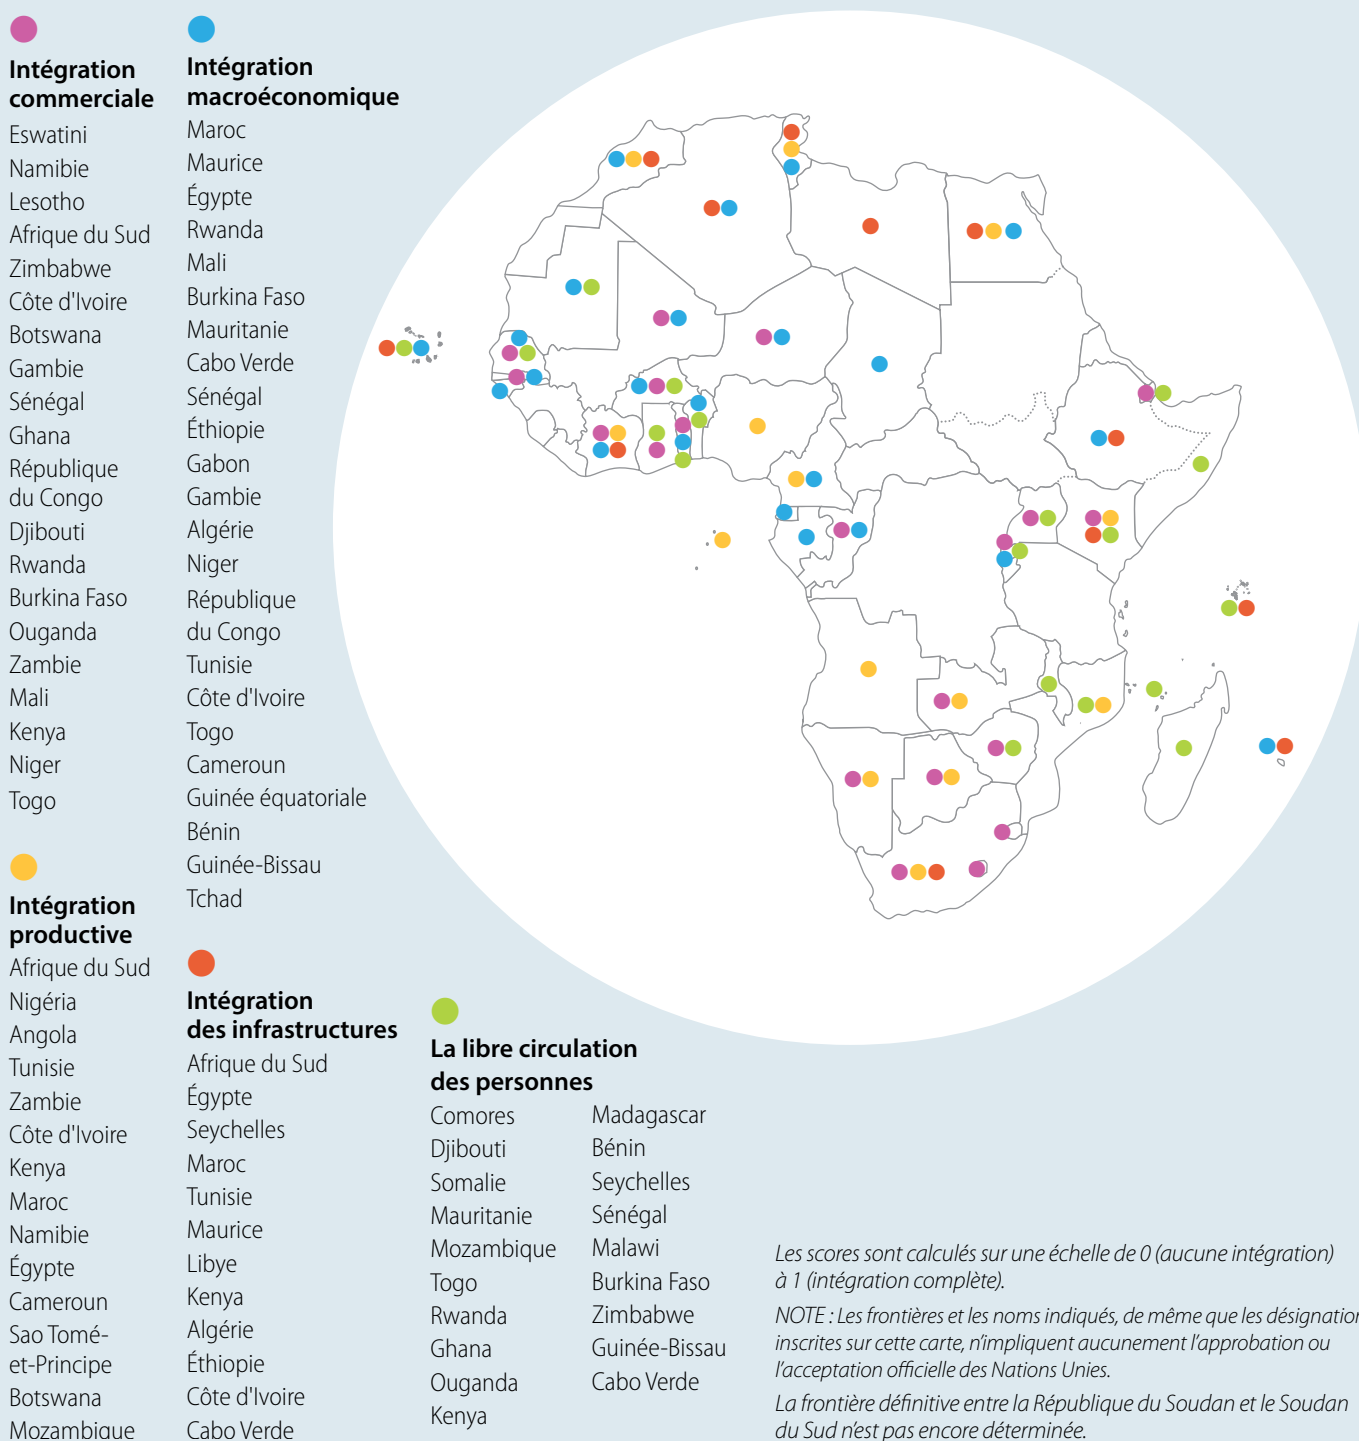 Intégration
commerciale
Eswatini
Namibie
Lesotho
Afrique du Sud
Zimbabwe
Côte d'Ivoire
Botswana
Gambie
Sénégal
Ghana
République
du Congo
Djibouti
Rwanda
Burkina Faso
Ouganda
Zambie
Mali
Kenya
Niger
Togo
Intégration
macroéconomique
Maroc
Maurice
Égypte
Rwanda
Mali
Burkina Faso
Mauritanie
Cabo Verde
Sénégal
Éthiopie
Gabon
Gambie
Algérie
Niger
République
du Congo
Tunisie
Côte d'Ivoire
Togo
Cameroun
Guinée équatoriale
Bénin
Guinée-Bissau
Tchad
Intégration
productive
Afrique du Sud
Nigéria
Angola
Tunisie
Zambie
Côte d'Ivoire
Kenya
Maroc
Namibie
Égypte
Cameroun
Sao Tomé-
et-Principe
Botswana
Mozambique
Intégration
des infrastructures
Afrique du Sud
Égypte
Seychelles
Maroc
Tunisie
Maurice
Libye
Kenya
Algérie
Éthiopie
Côte d'Ivoire
Cabo Verde
La libre circulation
des personnes
Comores
Djibouti
Somalie
Mauritanie
Mozambique
Togo
Rwanda
Ghana
Ouganda
Kenya
Madagascar
Bénin
Seychelles
Sénégal
Malawi
Burkina Faso
Zimbabwe
Guinée-Bissau
Cabo Verde
Les scores sont calculés sur une échelle de 0 (aucune intégration)
à 1 (intégration complète).
NOTE : Les frontières et les noms indiqués, de même que les désignation
inscrites sur cette carte, n'impliquent aucunement l'approbation ou
l'acceptation officielle des Nations Unies.
La frontière définitive entre la République du Soudan et le Soudan
du Sud n'est pas encore déterminée.